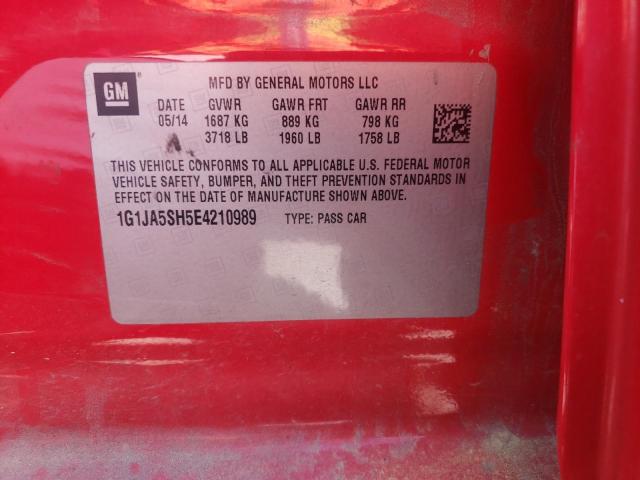 GM
MFD BY GENERAL MOTORS LLC
DATE GVWR GAWR FRT GAWR RR
05/14 1687 KG 889 KG 798 KG
3718 LB 1960 LB 1758 LB
THIS VEHICLE CONFORMS TO ALL APPLICABLE U.S. FEDERAL MOTOR
VEHICLE SAFETY, BUMPER, AND THEFT PREVENTION STANDARDS IN
EFFECT ON THE DATE OF MANUFACTURE SHOWN ABOVE.
1G1JA5SH5E4210989 TYPE: PASS CAR